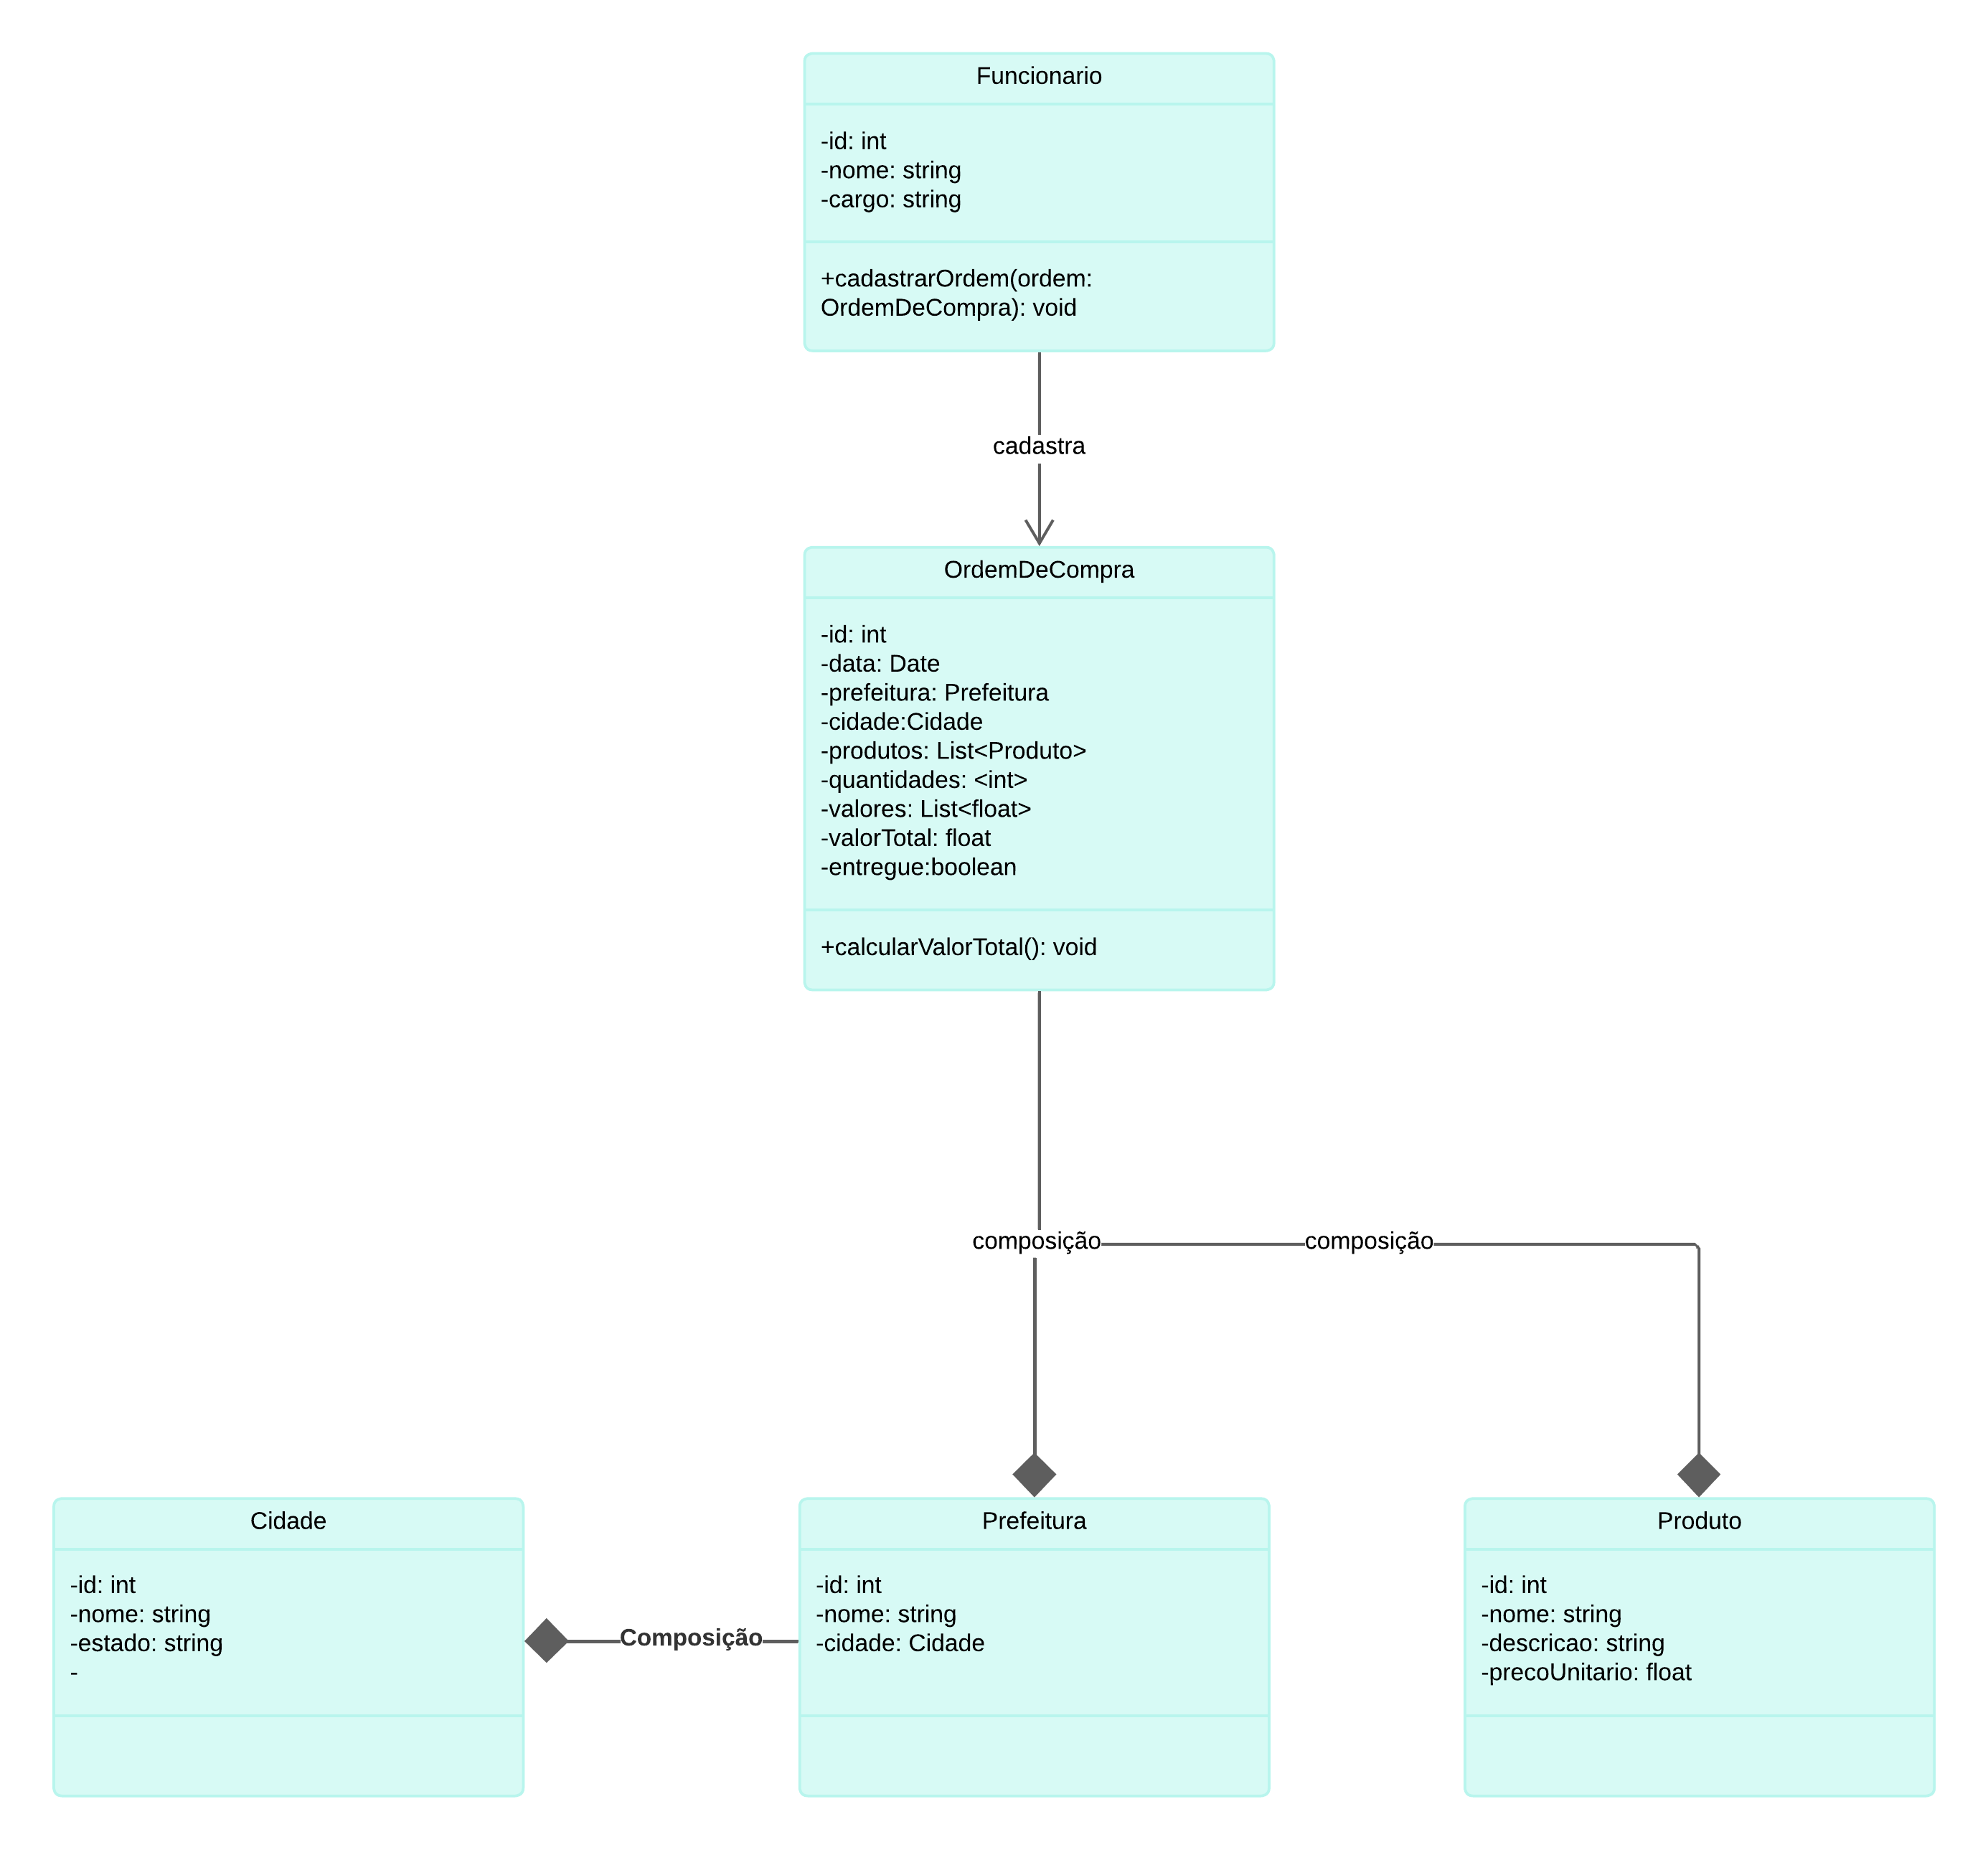 Funcionario
-id: int
-nome: string
-cargo: string
+cadastrarOrdem(ordem:
OrdemDeCompra): void
cadastra
OrdemDeCompra
-id: int
-data: Date
-prefeitura: Prefeitura
-cidade:Cidade
-produtos: List<Produto>
-quantidades: <int>
-valores: List<float>
-valorTotal: float
-entregue:boolean
+calcularValorTotal(): void
composição
composição
Cidade
-id: int
-nome: string
-estado: string
-
Composição
Prefeitura
-id: int
-nome: string
-cidade: Cidade
Produto
-id: int
-nome: string
-descricao: string
-precoUnitario: float